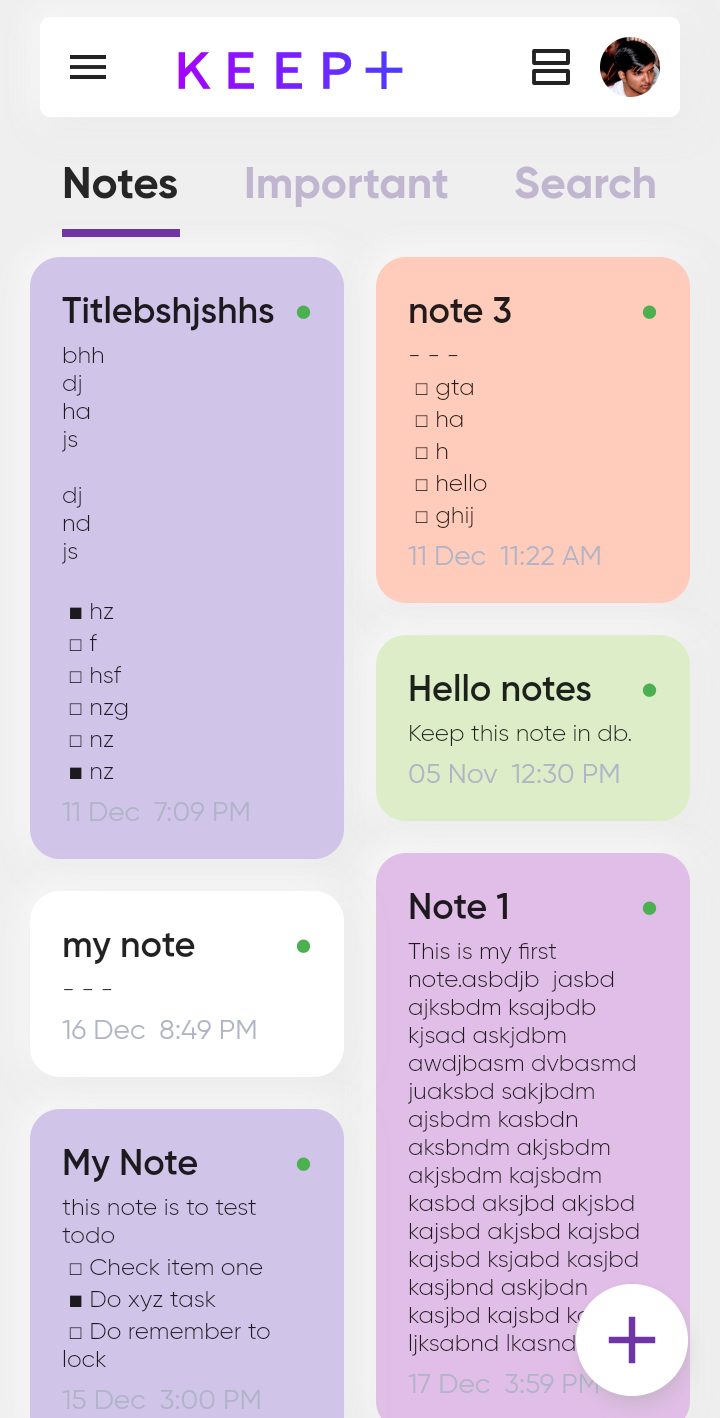 KEEP+
Notes Important Search
Titlebshjshhs
bhh
dj
ha
js
dj
nd
js
■ hz
□ f
□ hsf
□ nzg
□ nz
■ nz
11 Dec 7:09 PM
my note
- - -
16 Dec 8:49 PM
My Note
this note is to test
todo
□ Check item one
■ Do xyz task
□ Do remember to
lock
15 Dec 3:00 PM
note 3
- - -
□ gta
□ ha
□ h
□ hello
□ ghij
11 Dec 11:22 AM
Hello notes
Keep this note in db.
05 Nov 12:30 PM
Note 1
This is my first
note.asbdjb jasbd
ajksbdm ksajbdb
kjsad askjdbm
awdjbasm dvbasmd
juaksbd sakjbdm
ajsbdm kasbdn
aksbndm akjsbdm
akjsbdm kajsbdm
kasbd aksjbd akjsbd
kajsbd akjsbd kajsbd
kajsbd ksjabd kasjbd
kasjbnd askjbdn
kasjbd kajsbd
ljksabnd
17 Dec 3:59 PM